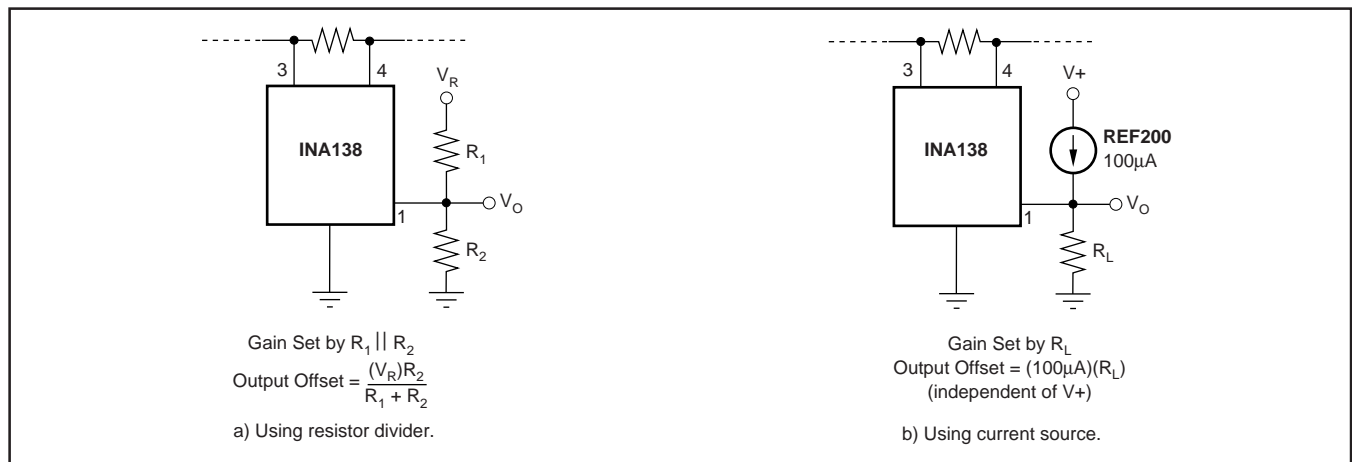 3
4
V_R
INA138
R_1
1
V_O
R_2
Gain Set by R_1 || R_2
Output Offset = (V_R)R_2 / R_1 + R_2
a) Using resistor divider.
3
4
V+
INA138
REF200
100μA
1
V_O
R_L
Gain Set by R_L
Output Offset = (100μA)(R_L)
(independent of V+)
b) Using current source.